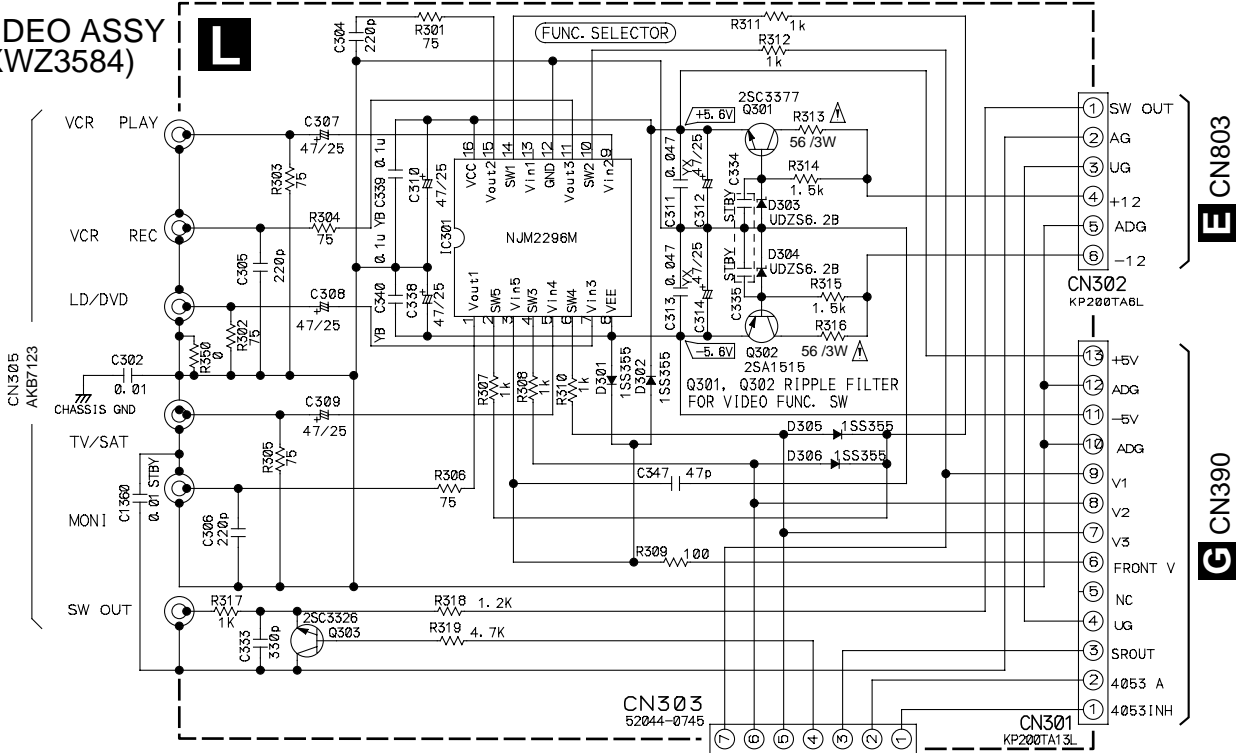 DEO ASSY
WZ3584)
L
FUNC. SELECTOR
C304
220p
R301
75
R311
1k
R312
1k
VCR PLAY
C307
47/25
R303
75
C339 0.1u
YB
C310
47/25
VCR REC
R304
75
C305
220p
0.1u
C340
YB
C338
47/25
LD/DVD
C308
47/25
R302
75
R350
0
CN305
AKB7123
C302
0.01
CHASSIS GND
C309
47/25
TV/SAT
R305
75
C1360
0.01 STBY
MONI
C306
220p
R306
75
SW OUT
R317
1K
C333
330p
2SC3326
Q303
R318 1.2K
R319 4.7K
IC301
NJM2296M
16 15 14 13 12 11 10 9
VCC
Vout2
SW1
Vin1
GND
Vout3
SW2
Vin2
Vout1
SW5
Vin5
SW3
Vin4
SW4
Vin3
VEE
1 2 3 4 5 6 7 8
R307
1k
R308
1k
R310
1k
D301
1SS355
D302
1SS355
+5.6V
2SC3377
Q301
R313
56 /3W
R314
1.5k
C311 0.047
YX
C312 47/25
C334
STBY
D303
UDZS6.2B
C313 0.047
YX
C314 47/25
C335
STBY
D304
UDZS6.2B
R315
1.5k
R316
56 /3W
-5.6V
Q302
2SA1515
Q301, Q302 RIPPLE FILTER
FOR VIDEO FUNC. SW
D305 1SS355
D306 1SS355
C347 47p
R309 100
1 SW OUT
2 AG
3 UG
4 +12
5 ADG
6 -12
CN302
KP200TA6L
E CN803
13 +5V
12 ADG
11 -5V
10 ADG
9 V1
8 V2
7 V3
6 FRONT V
5 NC
4 UG
3 SROUT
2 4053 A
1 4053INH
CN301
KP200TA13L
G CN390
CN303
52044-0745
7 6 5 4 3 2 1